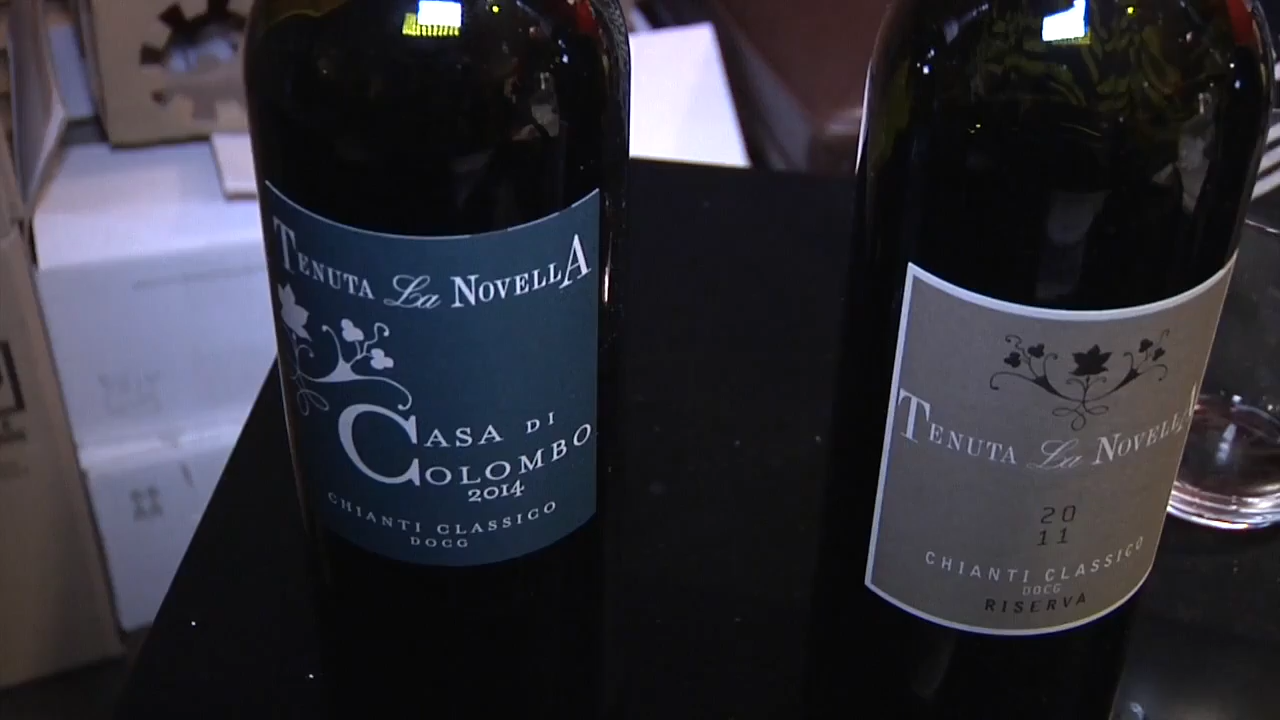 TENUTA La NOVELLA
CASA DI
COLOMBO
2014
CHIANTI CLASSICO
DOCG
TENUTA La NOVELLA
20
11
CHIANTI CLASSICO
DOCG
RISERVA